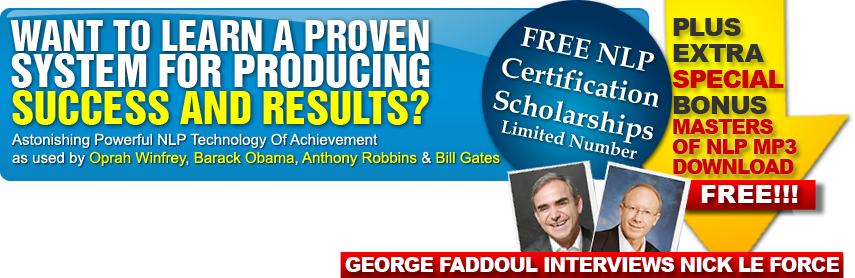 WANT TO LEARN A PROVEN
SYSTEM FOR PRODUCING
SUCCESS AND RESULTS?
Astonishing Powerful NLP Technology Of Achievement
as used by Oprah Winfrey, Barack Obama, Anthony Robbins & Bill Gates
FREE NLP
Certification
Scholarships
Limited Number
PLUS
EXTRA
SPECIAL
BONUS
MASTERS
OF NLP MP3
DOWNLOAD
FREE!!!
GEORGE FADDOUL INTERVIEWS NICK LE FORCE